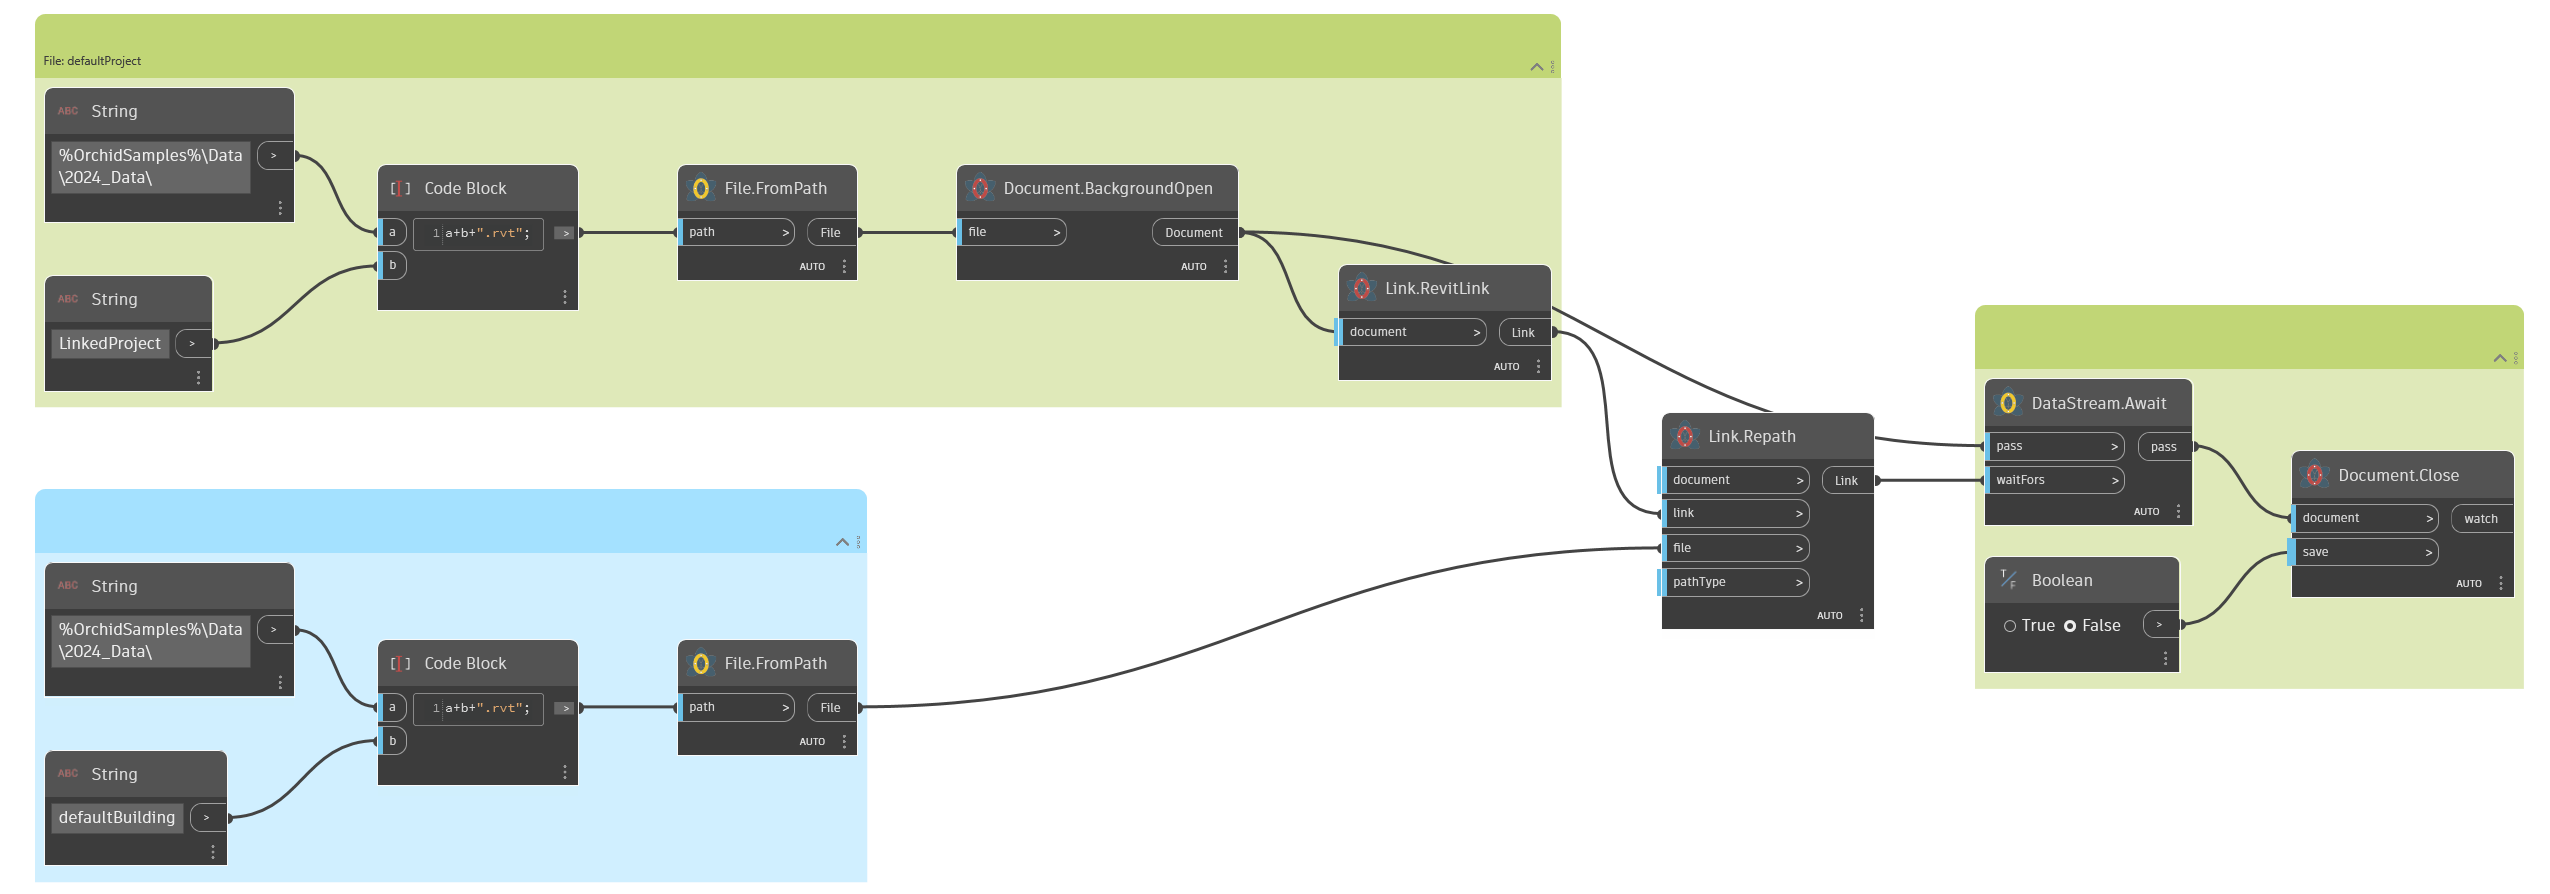 File: defaultProject
ABC String
%OrchidSamples%\Data
\2024_Data\
>
ABC String
LinkedProject
>
[I] Code Block
a
1 a+b+".rvt";
>
b
File.FromPath
path >
File
AUTO
Document.BackgroundOpen
file >
Document
AUTO
Link.RevitLink
document >
Link
AUTO
ABC String
%OrchidSamples%\Data
\2024_Data\
>
ABC String
defaultBuilding
>
[I] Code Block
a
1 a+b+".rvt";
>
b
File.FromPath
path >
File
AUTO
Link.Repath
document >
Link
link >
file >
pathType >
AUTO
DataStream.Await
pass >
pass
waitFors >
AUTO
T/F Boolean
True False
>
Document.Close
document >
watch
save >
AUTO